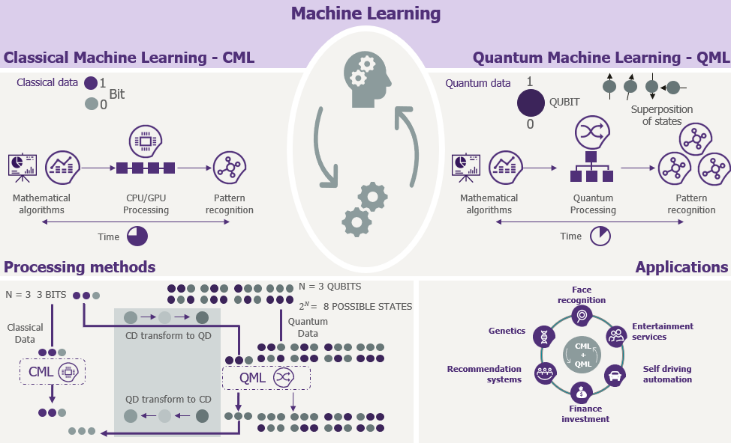 Machine Learning
Classical Machine Learning - CML
Classical data
1
0
Bit
Mathematical
algorithms
CPU/GPU
Processing
Pattern
recognition
Time
Quantum Machine Learning - QML
Quantum data
1
QUBIT
0
Superposition
of states
Mathematical
algorithms
Quantum
Processing
Pattern
recognition
Time
Processing methods
N = 3 3 BITS
N = 3 QUBITS
2^N = 8 POSSIBLE STATES
Classical
Data
CD transform to QD
Quantum
Data
CML
QML
QD transform to CD
Applications
Face
recognition
Genetics
Entertainment
services
CML
+
QML
Recommendation
systems
Self driving
automation
Finance
investment